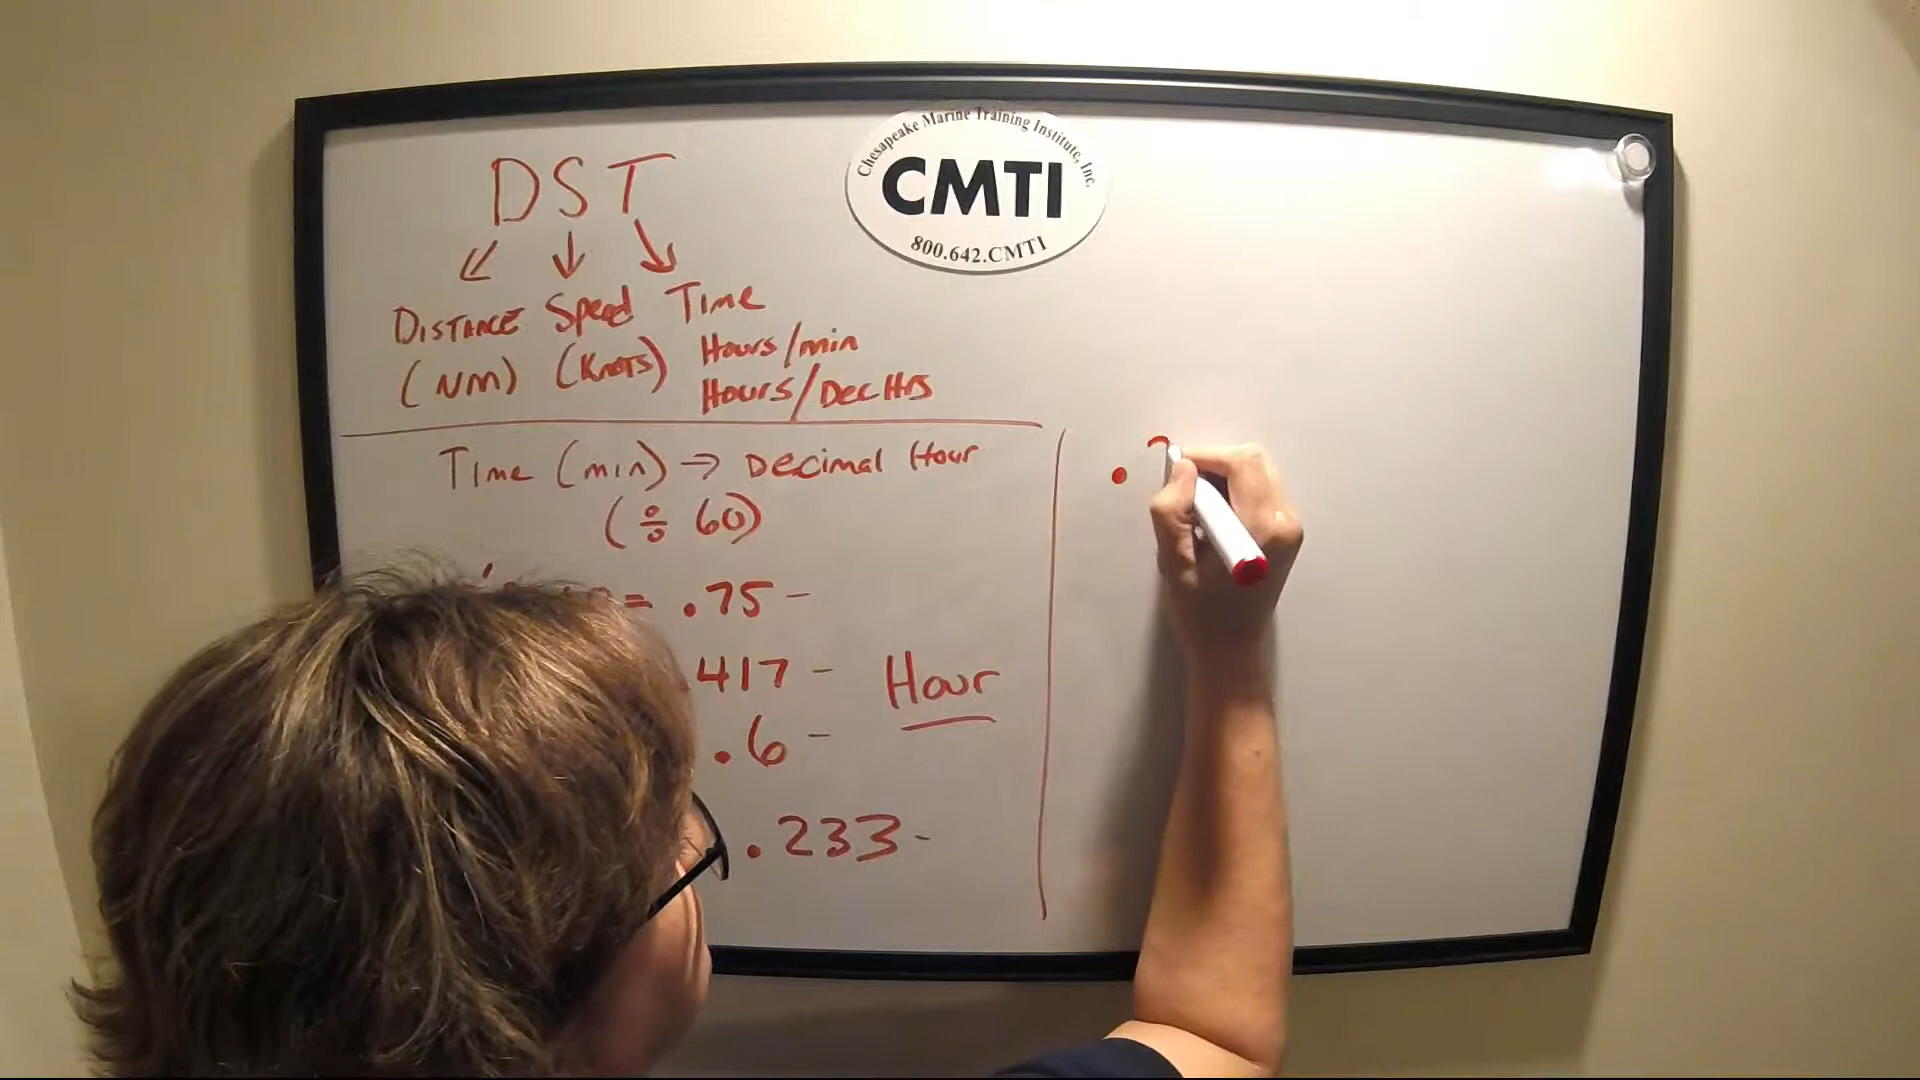 Chesapeake Marine Training Institute, Inc.
CMTI
800.642.CMTI
DST
DISTANCE Speed Time
(NM) (Knots) Hours/min
Hours/Dec Hrs
Time (min) → Decimal Hour
(÷ 60)
= .75 -
.417 - Hour
.6 -
.233 -
.